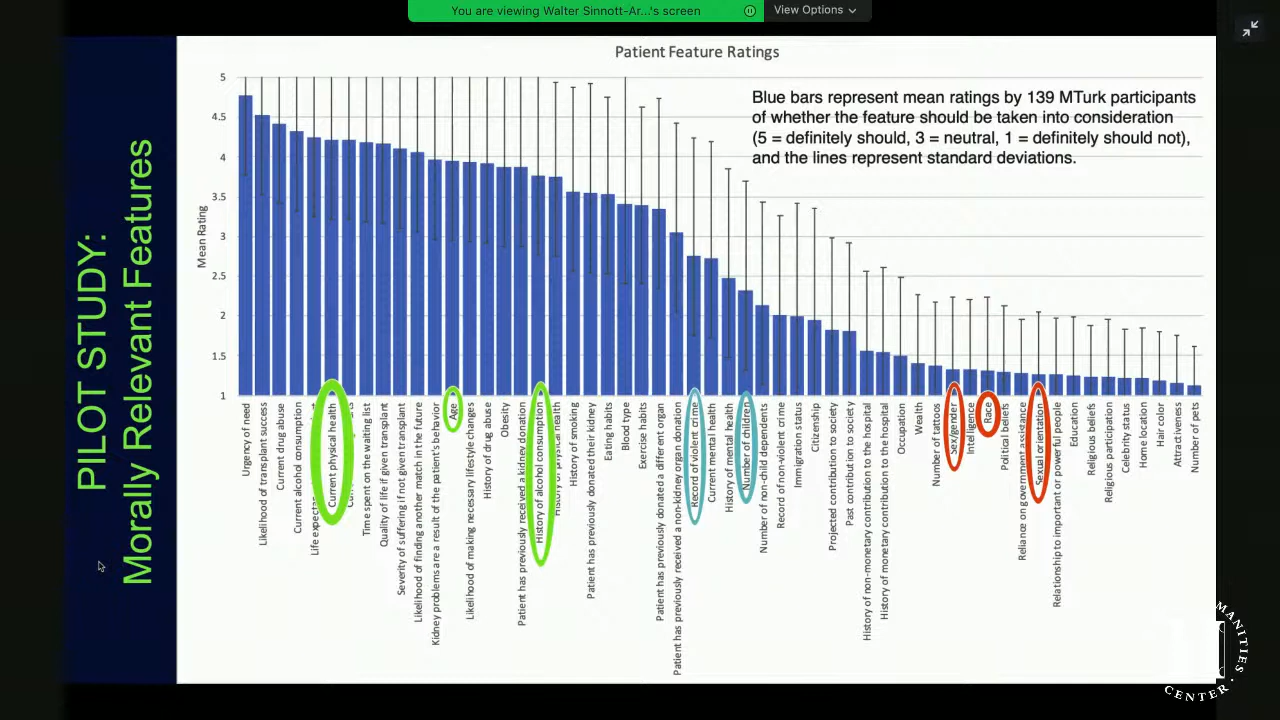 You are viewing Walter Sinnott-Ar...'s screen
View Options
PILOT STUDY:
Morally Relevant Features
Patient Feature Ratings
Blue bars represent mean ratings by 139 MTurk participants
of whether the feature should be taken into consideration
(5 = definitely should, 3 = neutral, 1 = definitely should not),
and the lines represent standard deviations.
Mean Rating
5
4.5
4
3.5
3
2.5
2
1.5
1
Urgency of need
Likelihood of transplant success
Current drug abuse
Current alcohol consumption
Life
Current physical health
Time spent on the waiting list
Quality of life if given transplant
Severity of suffering if not given transplant
Likelihood of finding another match in the future
Kidney problems are a result of the patient's behavior
Age
Likelihood of making necessary lifestyle changes
History of drug abuse
Obesity
Patient has previously received a kidney donation
History of alcohol consumption
History of physical health
History of smoking
Patient has previously donated their kidney
Eating habits
Blood type
Exercise habits
Patient has previously donated a different organ
Patient has previously received a non-kidney organ donation
Record of violent crime
Current mental health
History of mental health
Number of children
Number of non-child dependents
Record of non-violent crime
Immigration status
Citizenship
Projected contribution to society
Past contribution to society
History of non-monetary contribution to the hospital
History of monetary contribution to the hospital
Occupation
Wealth
Number of tattoos
Sex/gender
Intelligence
Race
Political beliefs
Reliance on government assistance
Sexual orientation
Relationship to important or powerful people
Education
Religious beliefs
Religious participation
Celebrity status
Home location
Hair color
Attractiveness
Number of pets
MANITIES
CENTER